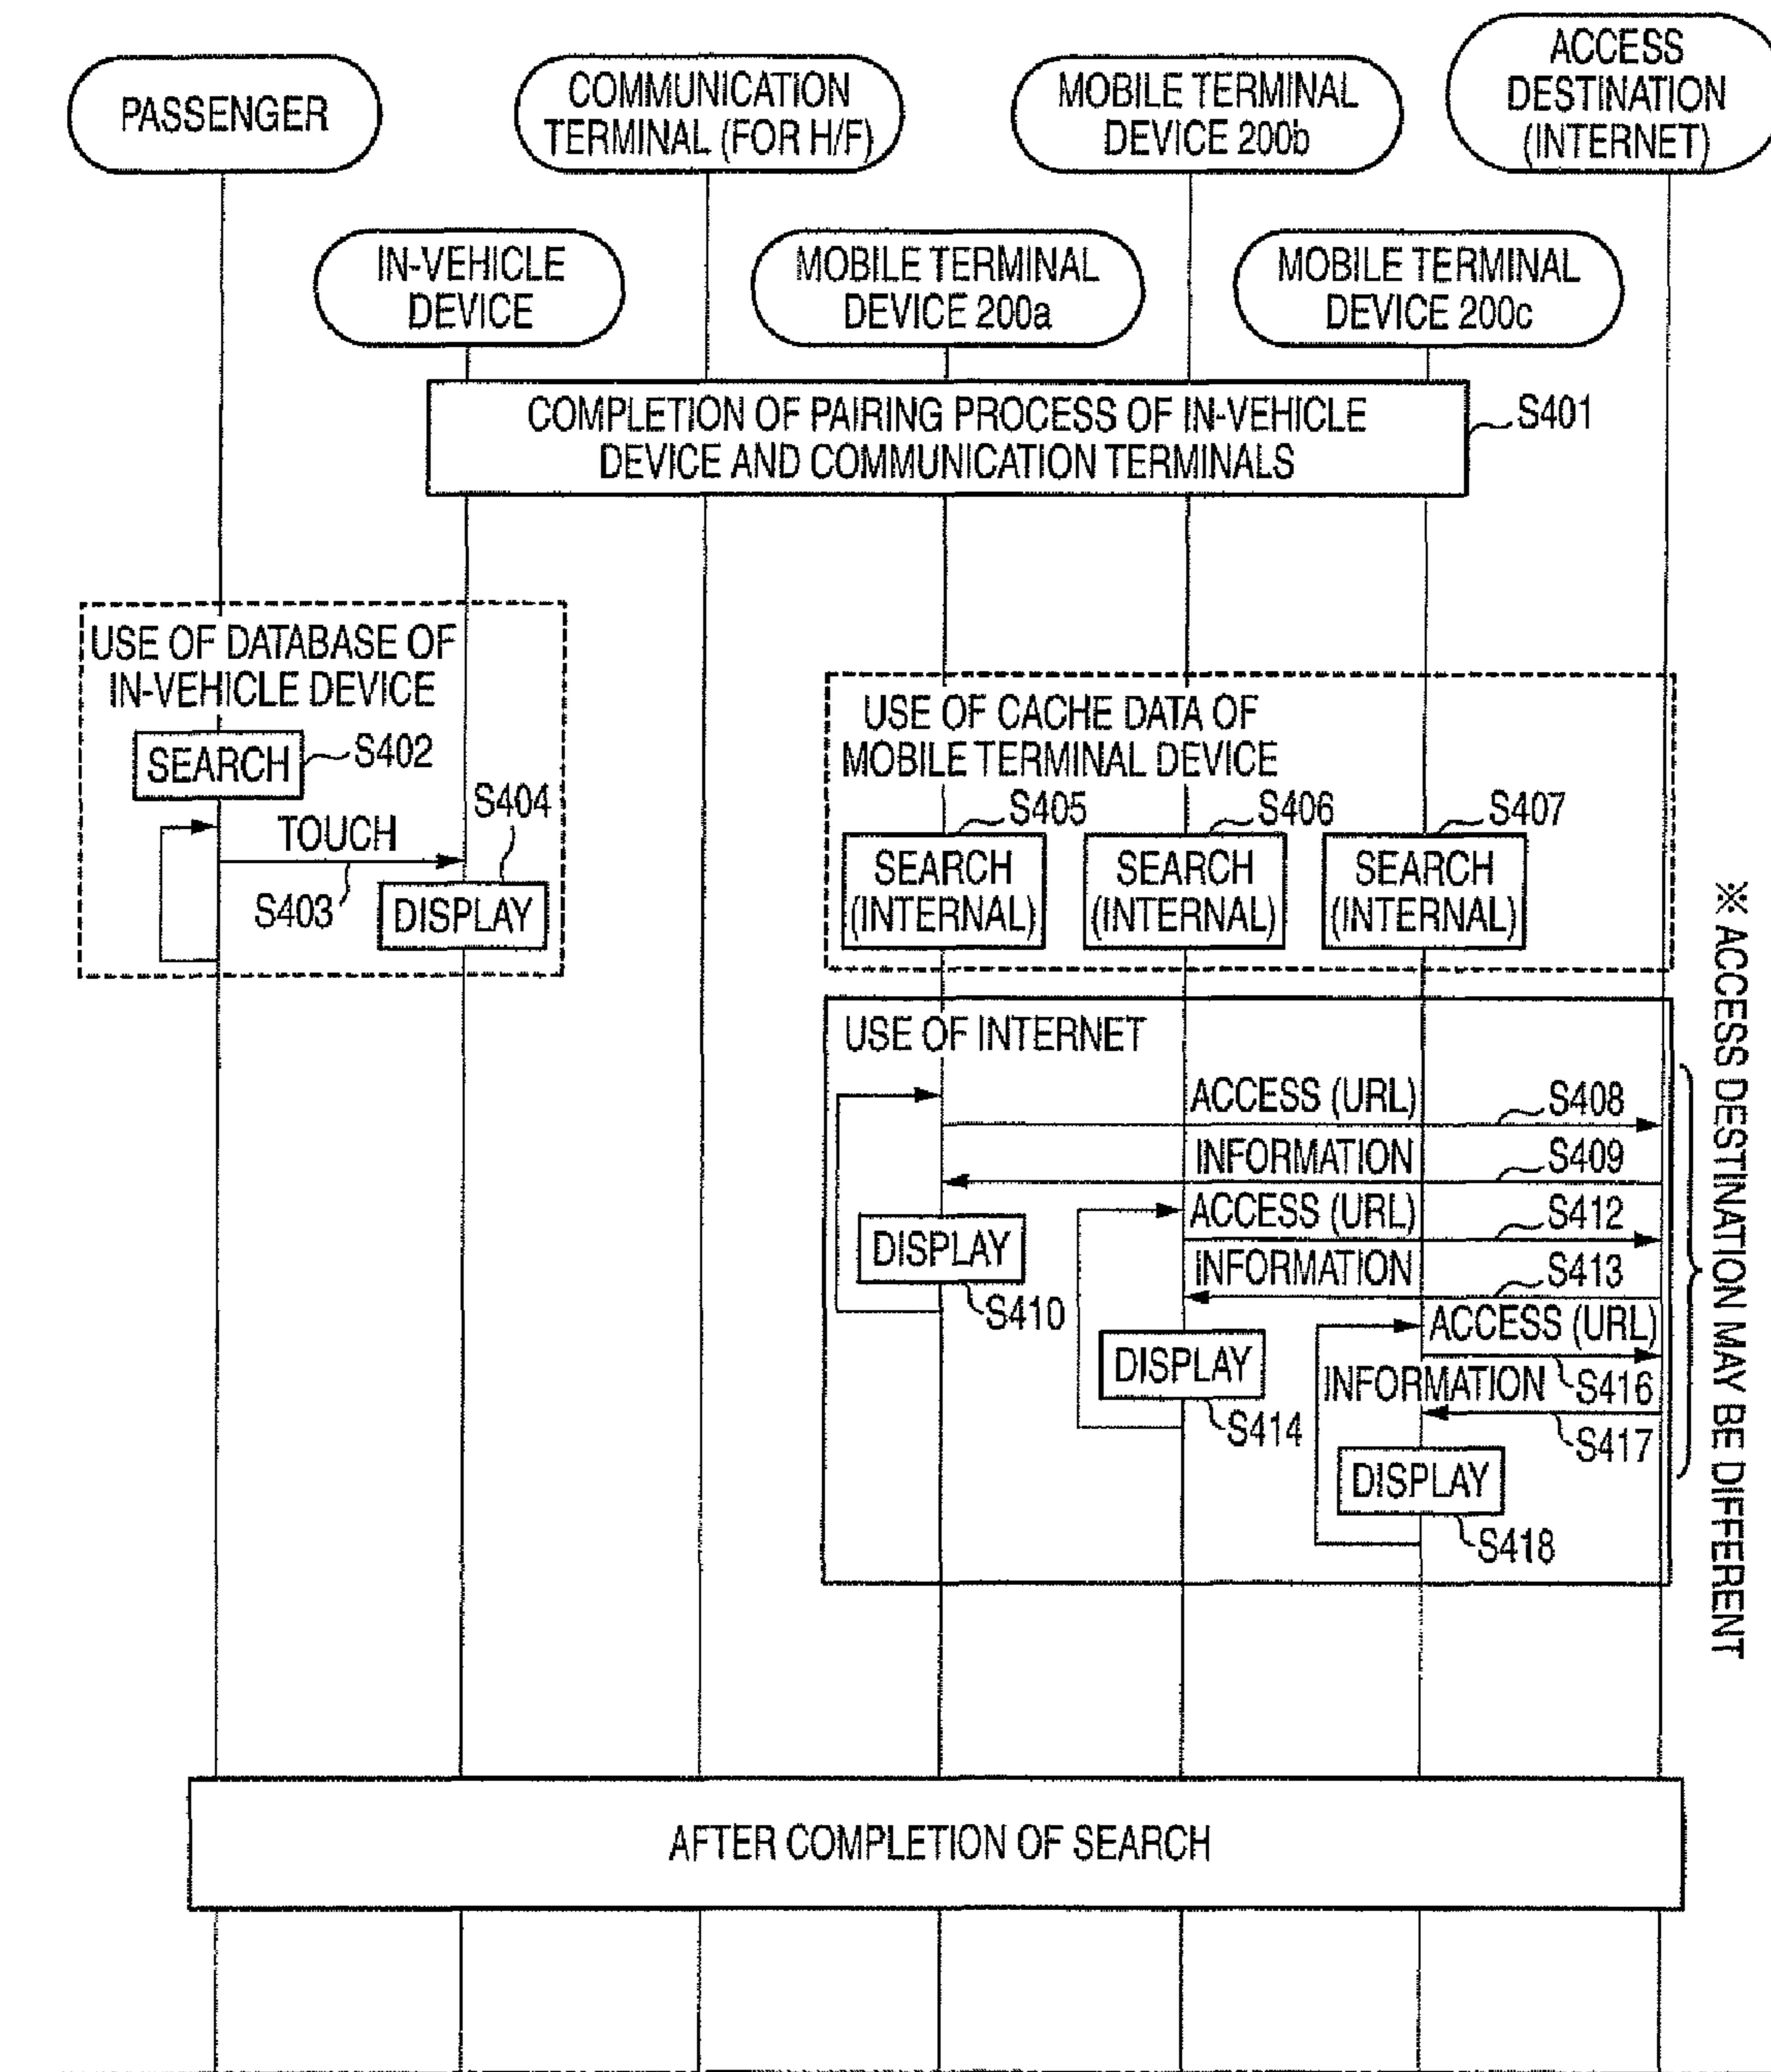 PASSENGER
COMMUNICATION
TERMINAL (FOR H/F)
MOBILE TERMINAL
DEVICE 200b
ACCESS
DESTINATION
(INTERNET)
IN-VEHICLE
DEVICE
MOBILE TERMINAL
DEVICE 200a
MOBILE TERMINAL
DEVICE 200c
COMPLETION OF PAIRING PROCESS OF IN-VEHICLE
DEVICE AND COMMUNICATION TERMINALS
S401
USE OF DATABASE OF
IN-VEHICLE DEVICE
SEARCH
S402
TOUCH
S403
S404
DISPLAY
USE OF CACHE DATA OF
MOBILE TERMINAL DEVICE
S405
S406
S407
SEARCH
(INTERNAL)
SEARCH
(INTERNAL)
SEARCH
(INTERNAL)
USE OF INTERNET
ACCESS (URL)
S408
INFORMATION
S409
DISPLAY
S410
ACCESS (URL)
S412
INFORMATION
S413
DISPLAY
S414
ACCESS (URL)
S416
INFORMATION
S417
DISPLAY
S418
※ ACCESS DESTINATION MAY BE DIFFERENT
AFTER COMPLETION OF SEARCH